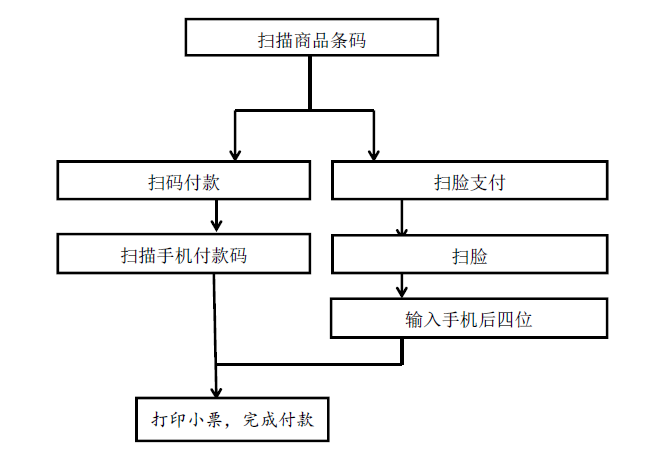 扫描商品条码
扫码付款
扫脸支付
扫描手机付款码
扫脸
输入手机后四位
打印小票，完成付款